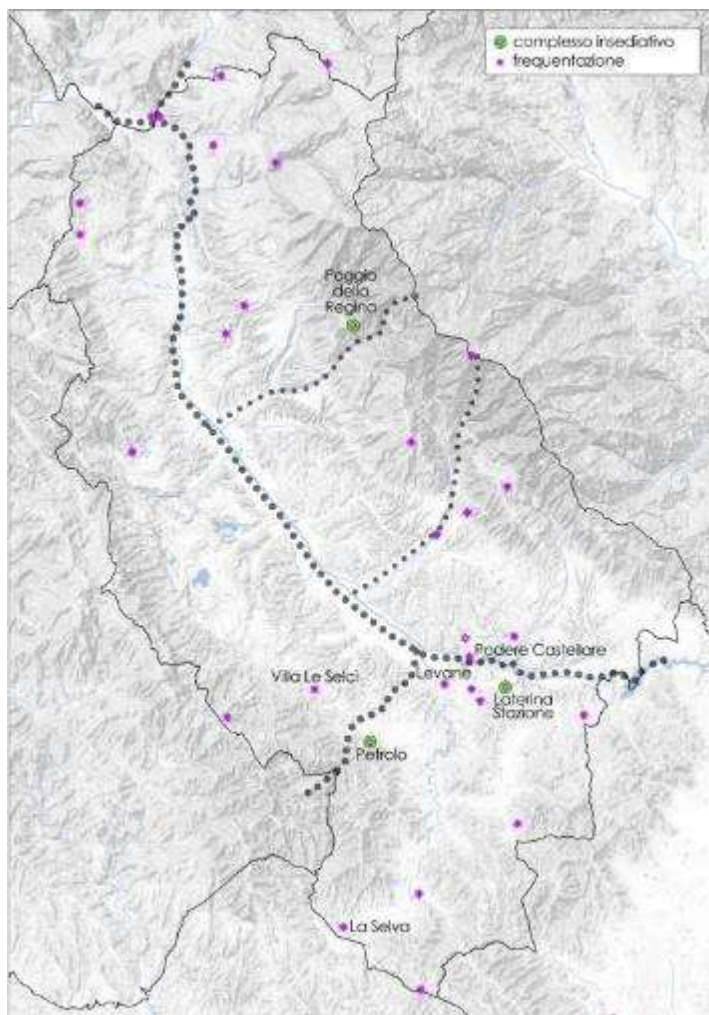 complesso insediativo
frequentazione
Poggio
della
Regina
Podere Castellare
Levane
Villa Le Selci
Laterina
Stazione
Petrolo
La Selva